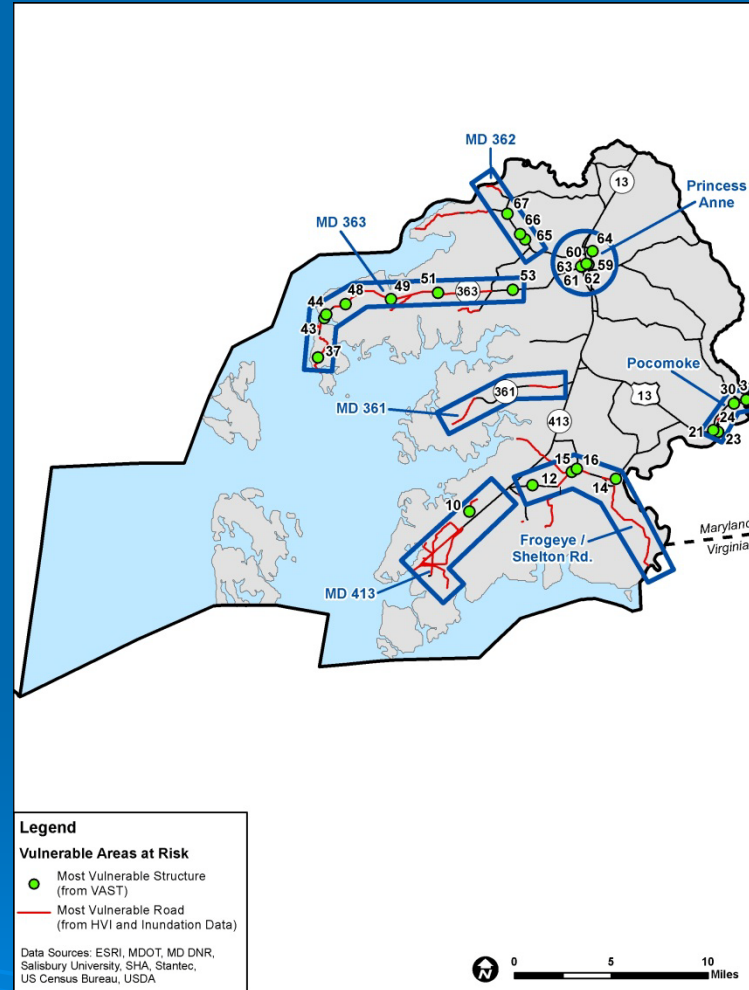 MD 362
13
Princess
Anne
67
MD 363
66
64
65
60
63
59
61
62
53
51
363
49
48
44
43
37
Pocomoke
30
13
24
21
23
361
MD 361
413
15
16
12
14
10
Maryland
Virginia
Frogeye /
Shelton Rd.
MD 413
Legend
Vulnerable Areas at Risk
Most Vulnerable Structure
(from VAST)
Most Vulnerable Road
(from HVI and Inundation Data)
Data Sources: ESRI, MDOT, MD DNR,
Salisbury University, SHA, Stantec,
US Census Bureau, USDA
N
0 5 10
Miles